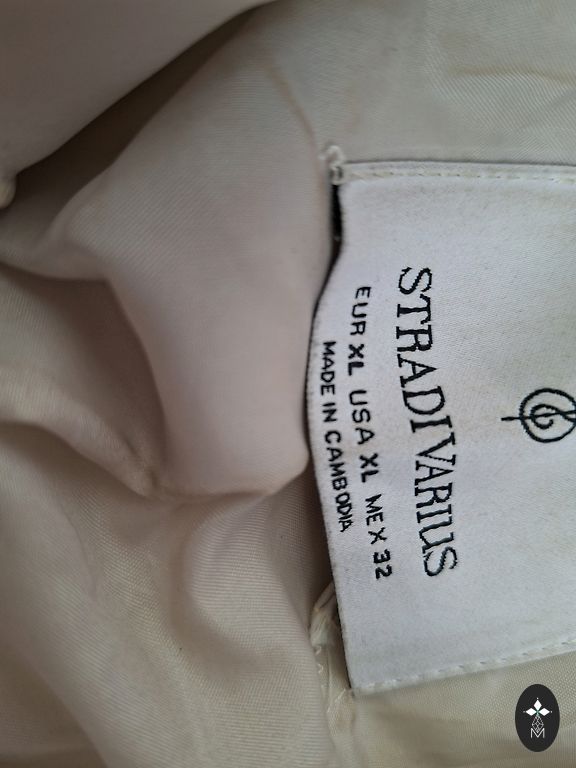 STRADIVARIUS
EUR XL USA XL MEX 32
MADE IN CAMBODIA
M